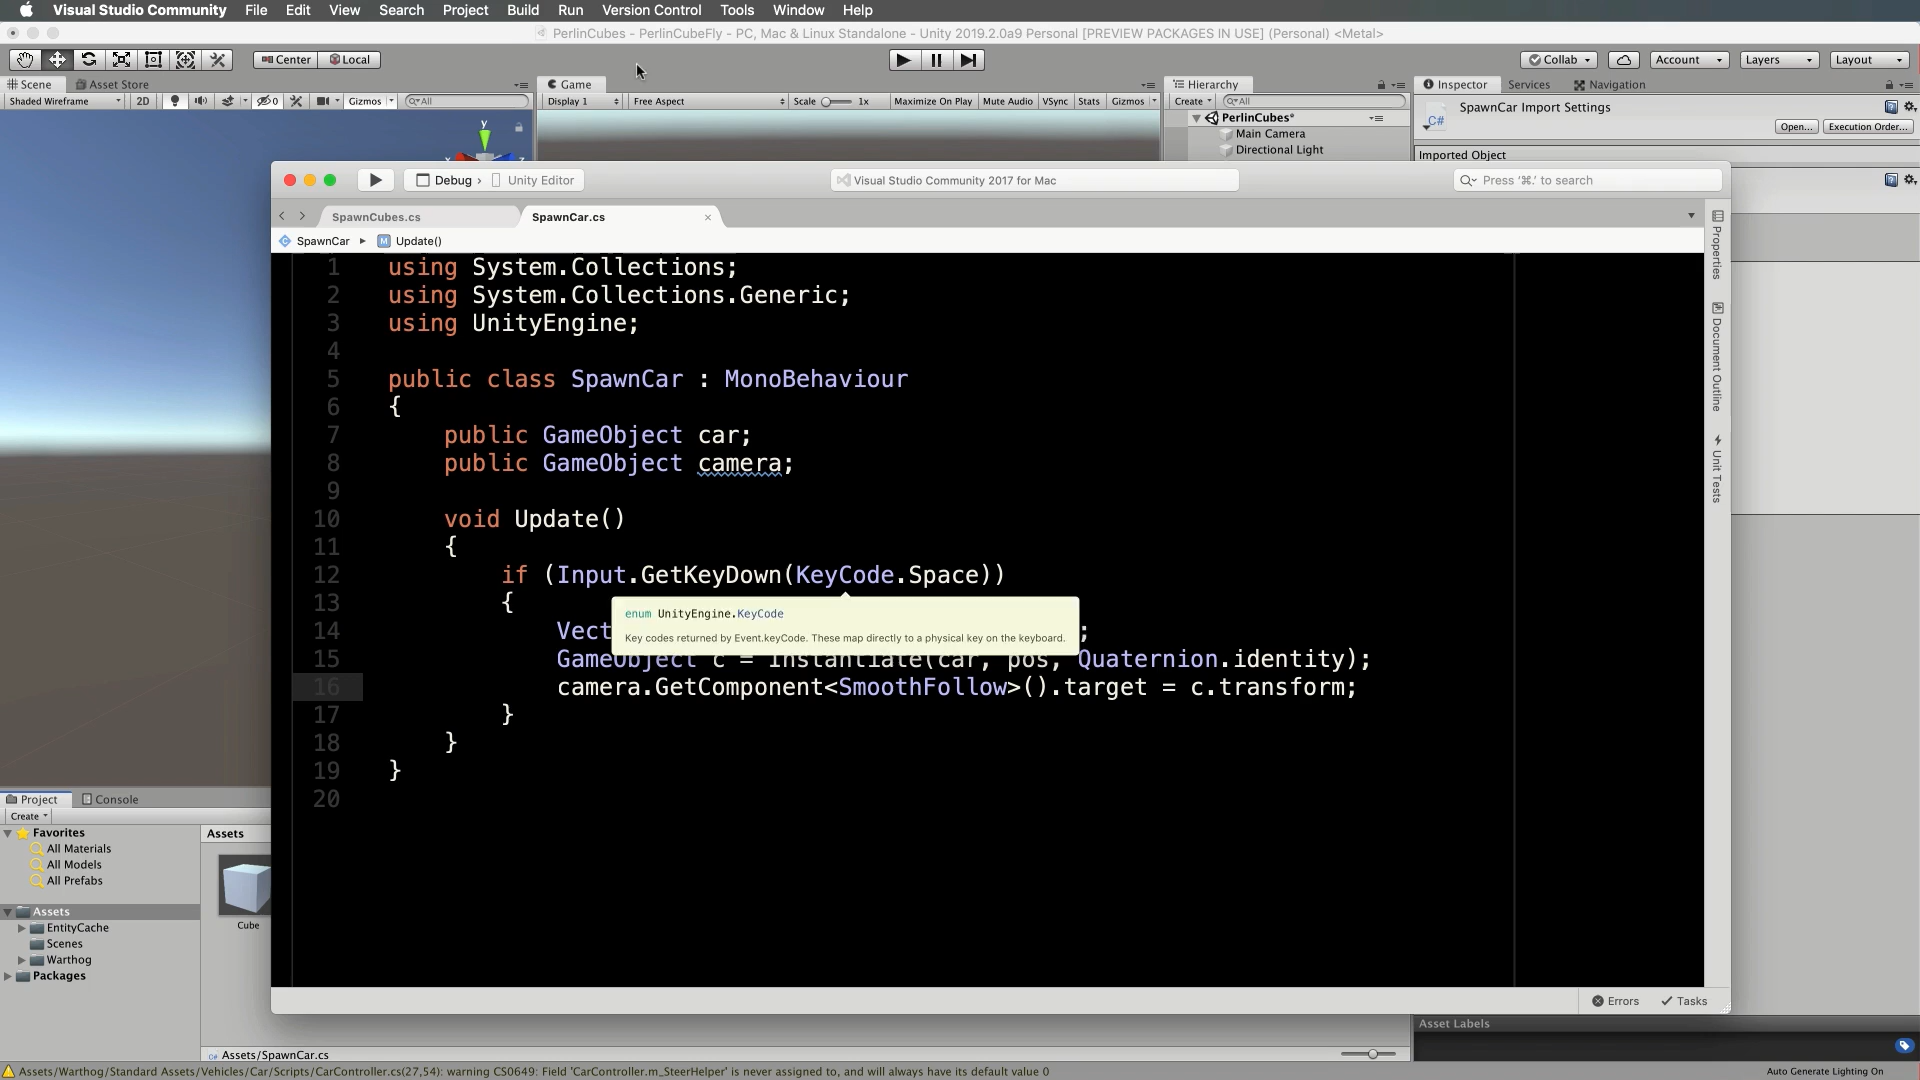 Visual Studio Community File Edit View Search Project Build Run Version Control Tools Window Help
PerlinCubes - PerlinCubeFly - PC, Mac & Linux Standalone - Unity 2019.2.0a9 Personal [PREVIEW PACKAGES IN USE] (Personal) <Metal>
Center Local Collab Account Layers Layout
Scene Asset Store Game Hierarchy Inspector Services Navigation
Shaded Wireframe 2D 0 Gizmos All Display 1 Free Aspect Scale 1x Maximize On Play Mute Audio VSync Stats Gizmos Create All
SpawnCar Import Settings
C#
Open... Execution Order...
PerlinCubes*
Main Camera
Directional Light
Imported Object
y
Debug › Unity Editor
Visual Studio Community 2017 for Mac
Press '⌘.' to search
SpawnCubes.cs SpawnCar.cs
SpawnCar ▸ M Update()
1 using System.Collections;
2 using System.Collections.Generic;
3 using UnityEngine;
4
5 public class SpawnCar : MonoBehaviour
6 {
7 public GameObject car;
8 public GameObject camera;
9
10 void Update()
11 {
12 if (Input.GetKeyDown(KeyCode.Space))
13 {
enum UnityEngine.KeyCode
Key codes returned by Event.keyCode. These map directly to a physical key on the keyboard.
14 Vect ;
15 GameObject c = Instantiate(car, pos, Quaternion.identity);
16 camera.GetComponent<SmoothFollow>().target = c.transform;
17 }
18 }
19 }
20
Properties
Document Outline
Unit Tests
Errors Tasks
Project Console
Create
Favorites
All Materials
All Models
All Prefabs
Assets
EntityCache
Scenes
Warthog
Packages
Assets
Cube
Assets/SpawnCar.cs
Asset Labels
Assets/Warthog/Standard Assets/Vehicles/Car/Scripts/CarController.cs(27,54): warning CS0649: Field 'CarController.m_SteerHelper' is never assigned to, and will always have its default value 0
Auto Generate Lighting On